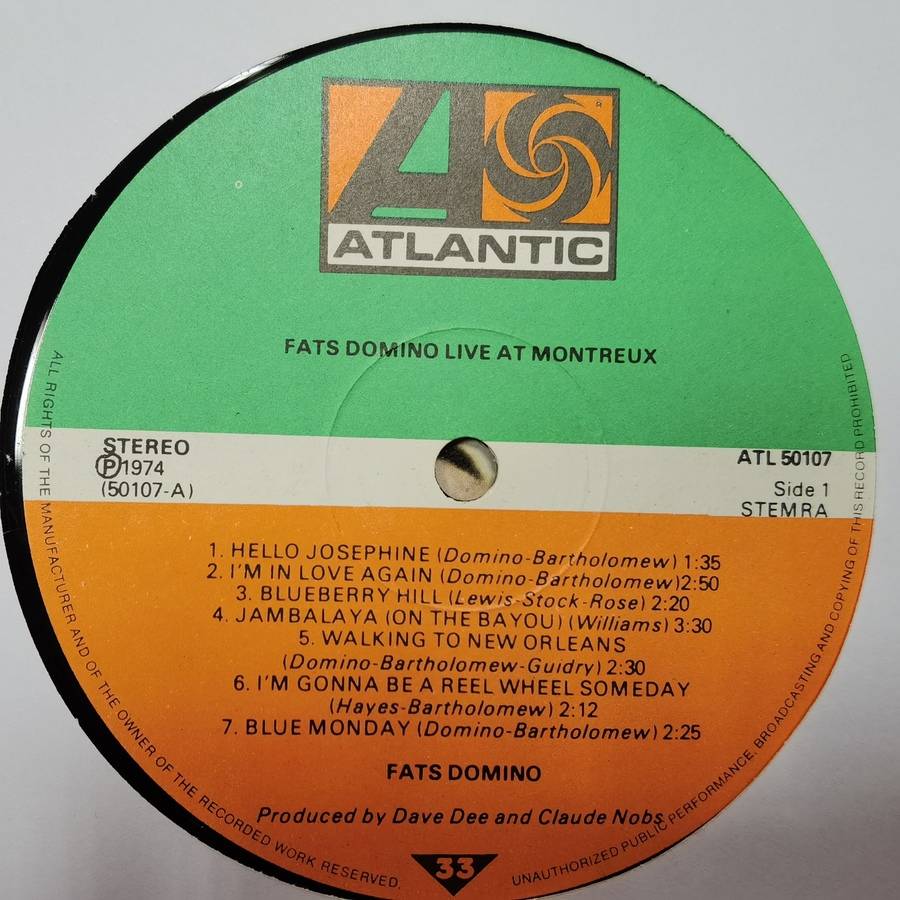 ATLANTIC
FATS DOMINO LIVE AT MONTREUX
STEREO
Ⓟ1974
(50107-A)
ATL 50107
Side 1
STEMRA
1. HELLO JOSEPHINE (Domino-Bartholomew) 1:35
2. I'M IN LOVE AGAIN (Domino-Bartholomew) 2:50
3. BLUEBERRY HILL (Lewis-Stock-Rose) 2:20
4. JAMBALAYA (ON THE BAYOU) (Williams) 3:30
5. WALKING TO NEW ORLEANS
(Domino-Bartholomew-Guidry) 2:30
6. I'M GONNA BE A REEL WHEEL SOMEDAY
(Hayes-Bartholomew) 2:12
7. BLUE MONDAY (Domino-Bartholomew) 2:25
FATS DOMINO
Produced by Dave Dee and Claude Nobs
33
ALL RIGHTS OF THE MANUFACTURER AND OF THE OWNER OF THE RECORDED WORK RESERVED.
UNAUTHORIZED PUBLIC PERFORMANCE, BROADCASTING AND COPYING OF THIS RECORD PROHIBITED